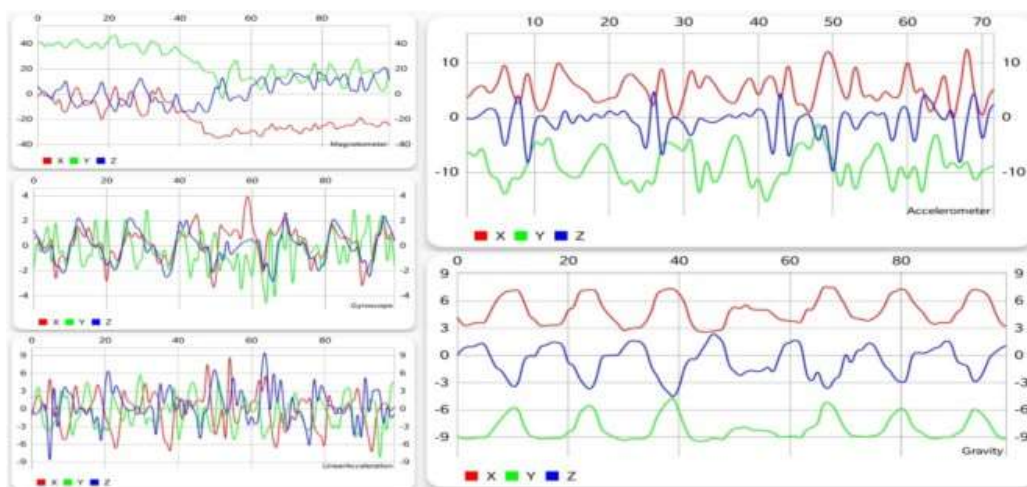 0 20 40 60 80
40 40
20 20
0 0
-20 -20
-40 Magnetometer -40
X Y Z
0 20 40 60 80
4 4
2 2
0 0
-2 -2
-4 -4
Gyroscope
X Y Z
0 20 40 60 80
9 9
6 6
3 3
0 0
-3 -3
-6 -6
-9 -9
LinearAcceleration
X Y Z
10 20 30 40 50 60 70
10 10
0 0
-10 -10
Accelerometer
X Y Z
0 20 40 60 80
9 9
6 6
3 3
0 0
-3 -3
-6 -6
-9 -9
Gravity
X Y Z